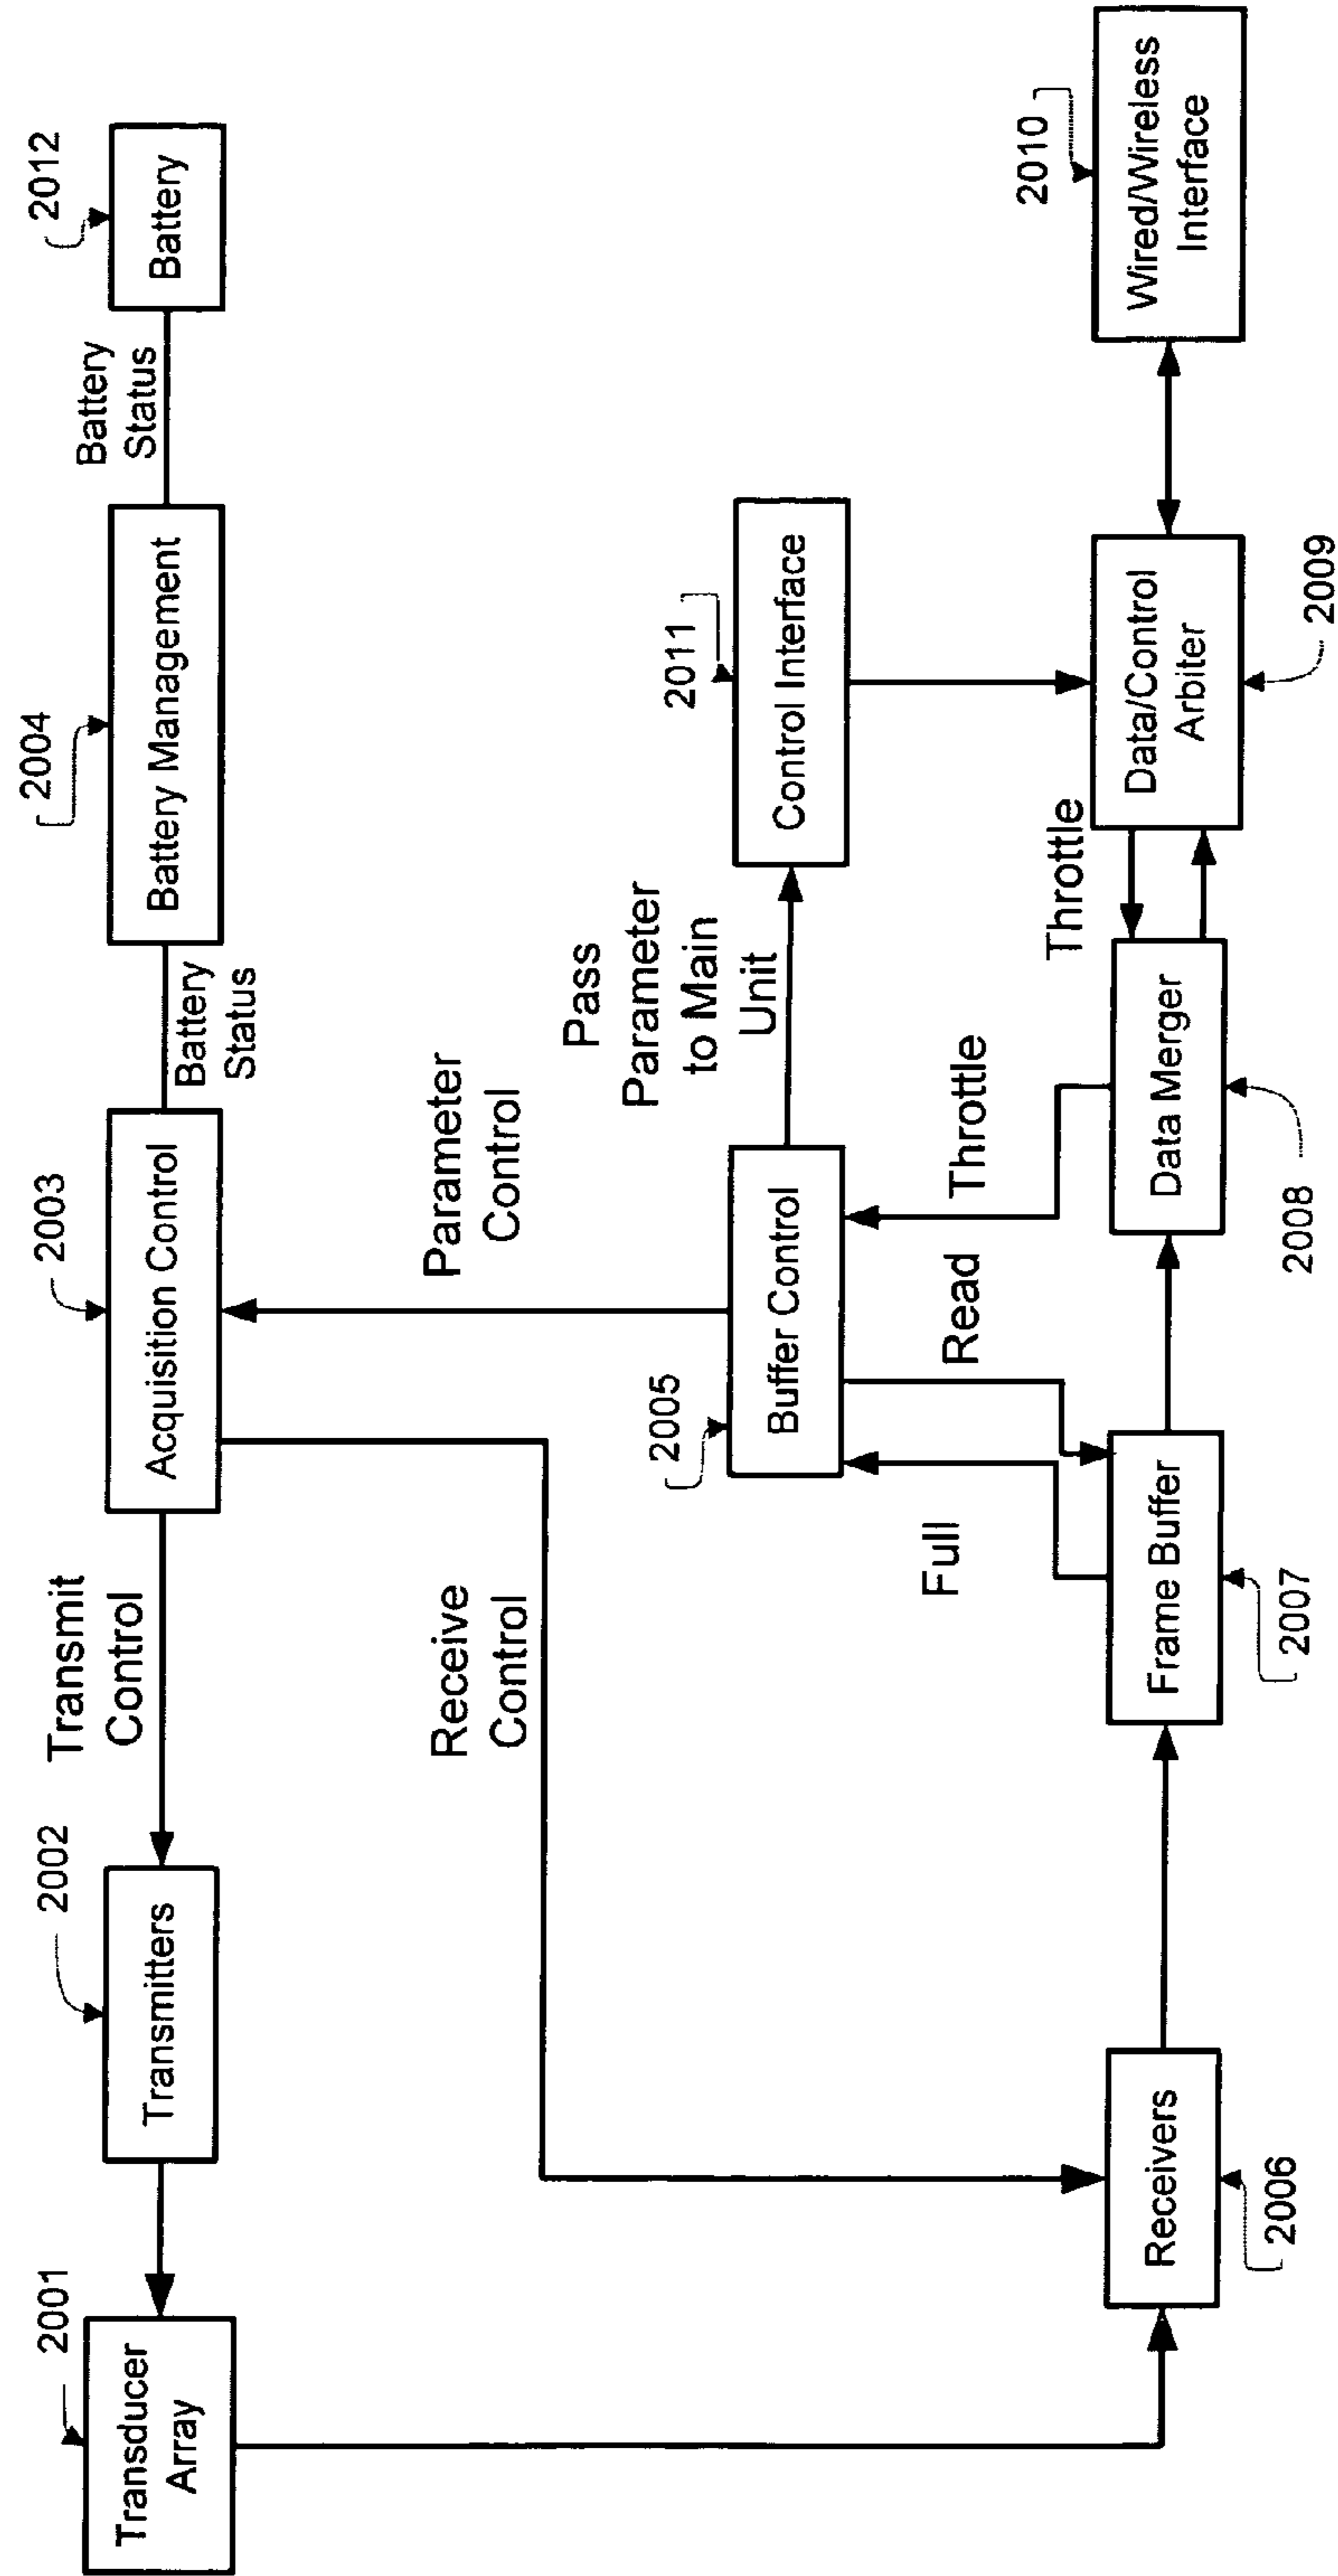 2001
Transducer
Array
2002
Transmitters
Transmit
Control
2003
Acquisition Control
Battery
Status
2004
Battery Management
Battery
Status
2012
Battery
Receive
Control
Parameter
Control
Pass
Parameter
to Main
Unit
2005
Buffer Control
2011
Control Interface
Full
Read
Throttle
Throttle
2006
Receivers
2007
Frame Buffer
2008
Data Merger
2009
Data/Control
Arbiter
2010
Wired/Wireless
Interface